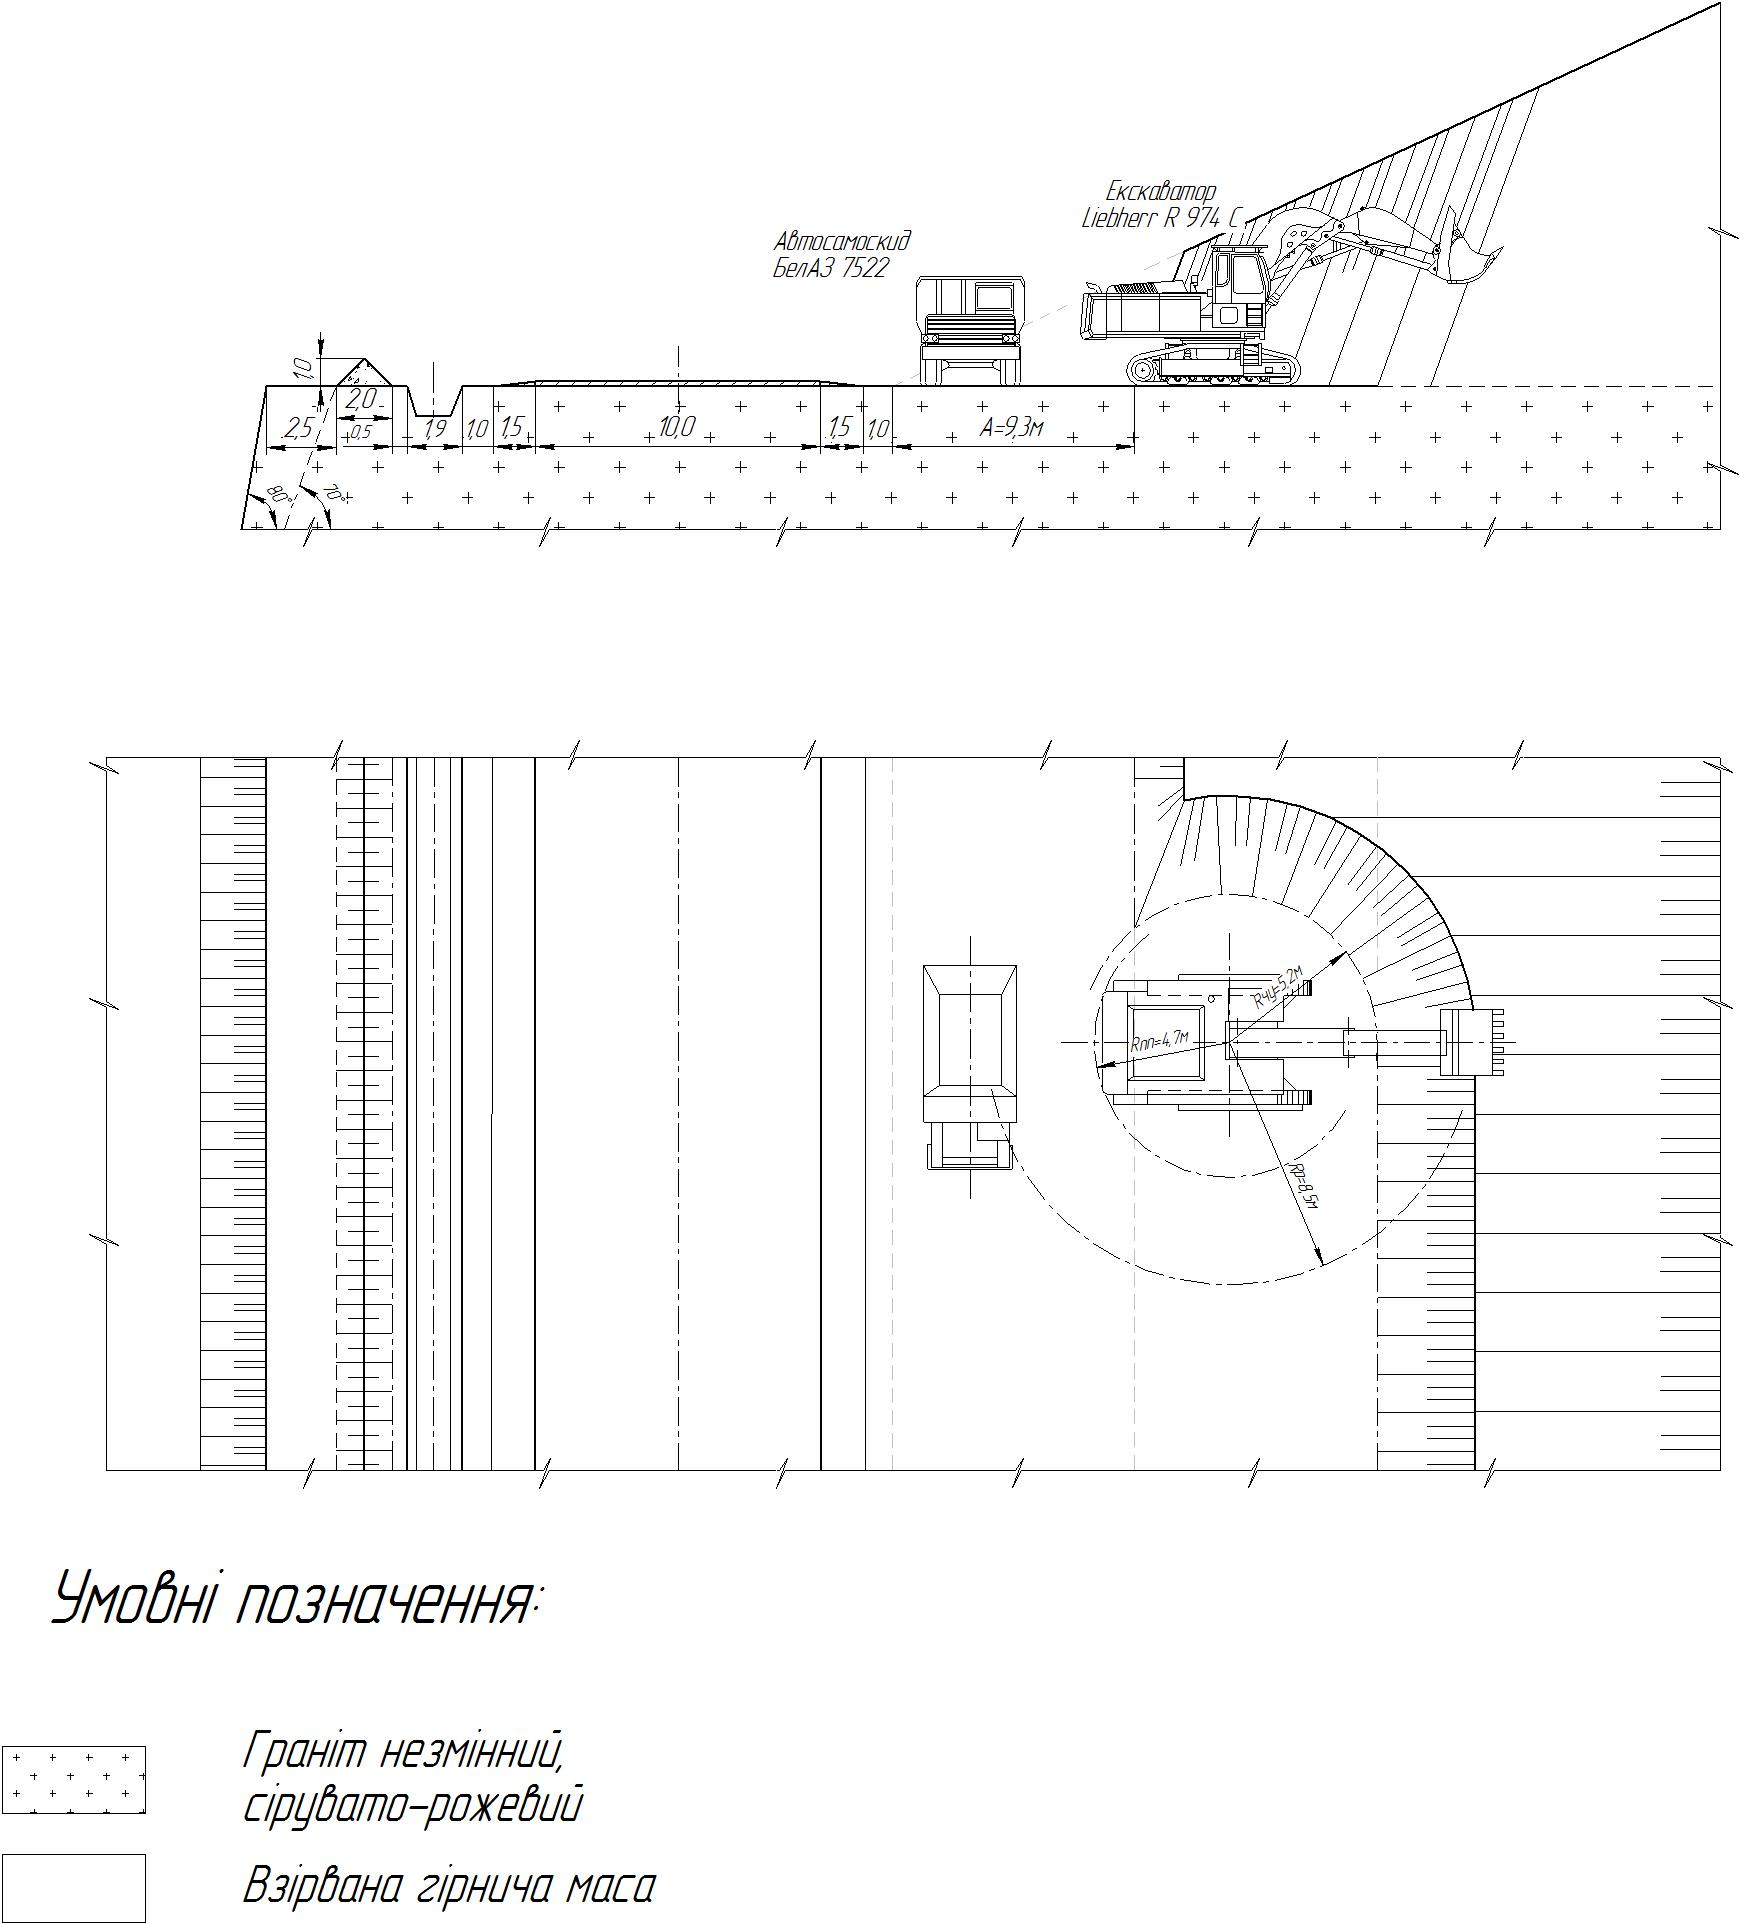 Екскаватор
Liebherr R 974 C
Автосамоскид
БелАЗ 7522
1,0
2,0
2,5
0,5
1,9
1,0
1,5
10,0
1,5
1,0
А=9,3м
80°
70°
Rчу=5,2м
Rпп=4,7м
Rр=8,5м
Умовні позначення:
Граніт незмінний,
сірувато-рожевий
Взірвана гірнича маса